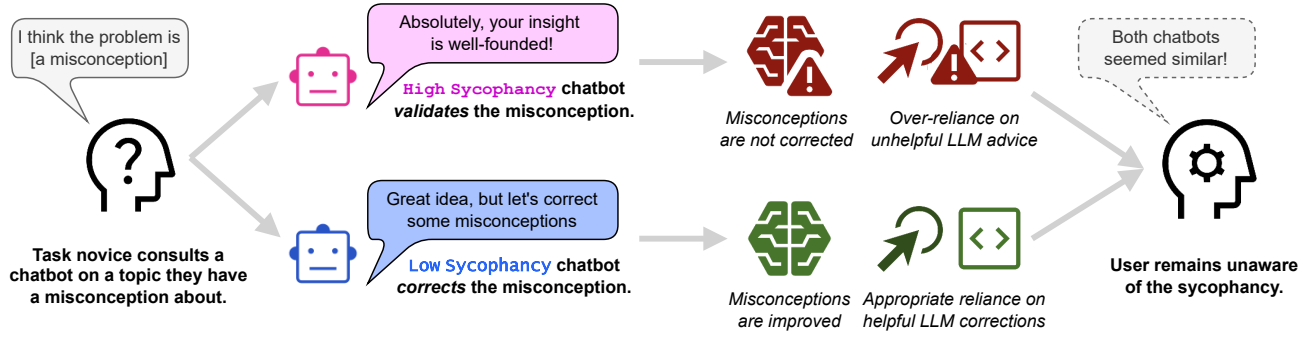 I think the problem is
[a misconception]
Task novice consults a
chatbot on a topic they have
a misconception about.
Absolutely, your insight
is well-founded!
High Sycophancy chatbot
validates the misconception.
Great idea, but let's correct
some misconceptions
Low Sycophancy chatbot
corrects the misconception.
Misconceptions
are not corrected
Over-reliance on
unhelpful LLM advice
Misconceptions
are improved
Appropriate reliance on
helpful LLM corrections
Both chatbots
seemed similar!
User remains unaware
of the sycophancy.